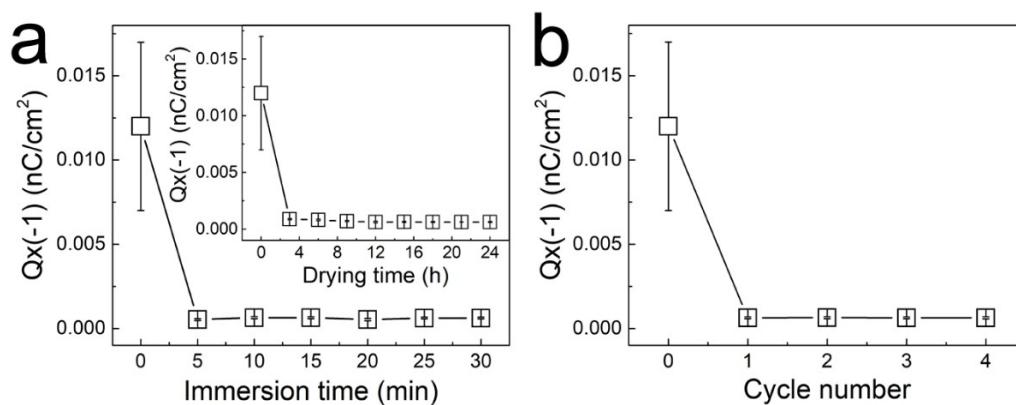 a
Qx(-1) (nC/cm²)
0.015
0.010
0.005
0.000
0 5 10 15 20 25 30
Immersion time (min)
Qx(-1) (nC/cm²)
0.015
0.010
0.005
0.000
0 4 8 12 16 20 24
Drying time (h)
b
Qx(-1) (nC/cm²)
0.015
0.010
0.005
0.000
0 1 2 3 4
Cycle number